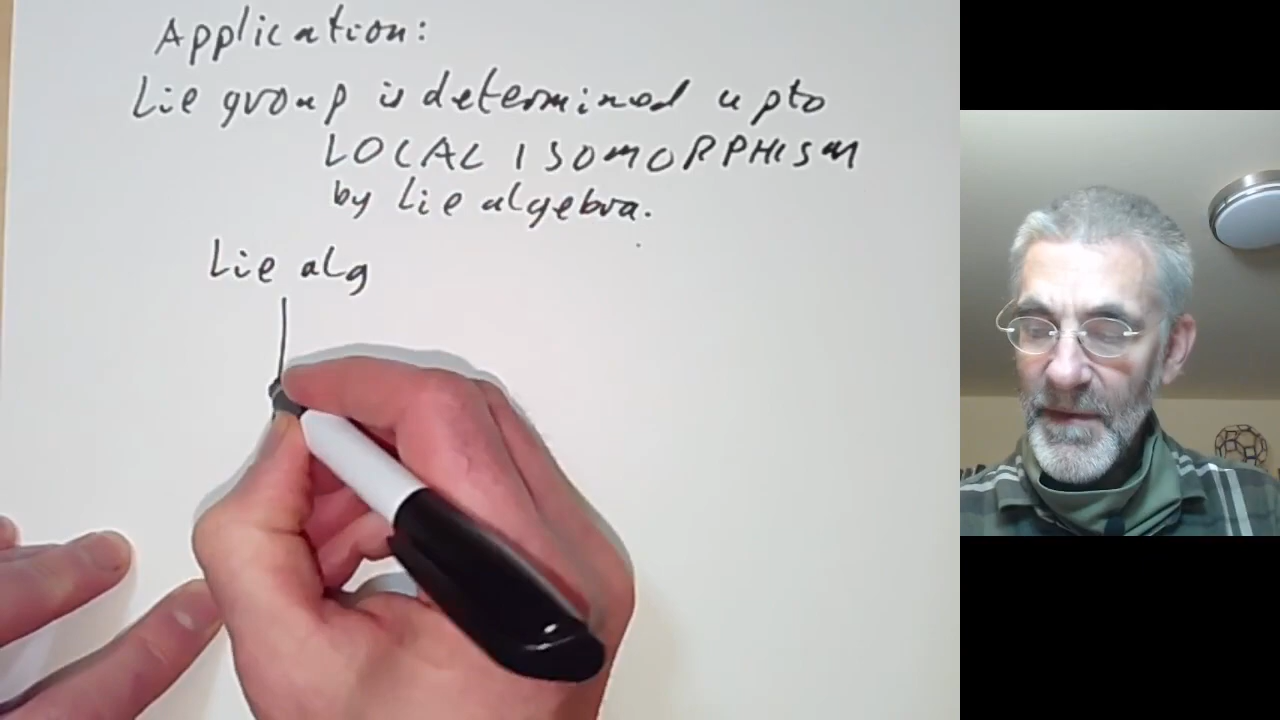 Application:
Lie group is determined upto
LOCAL ISOMORPHISM
by Lie algebra.
Lie alg